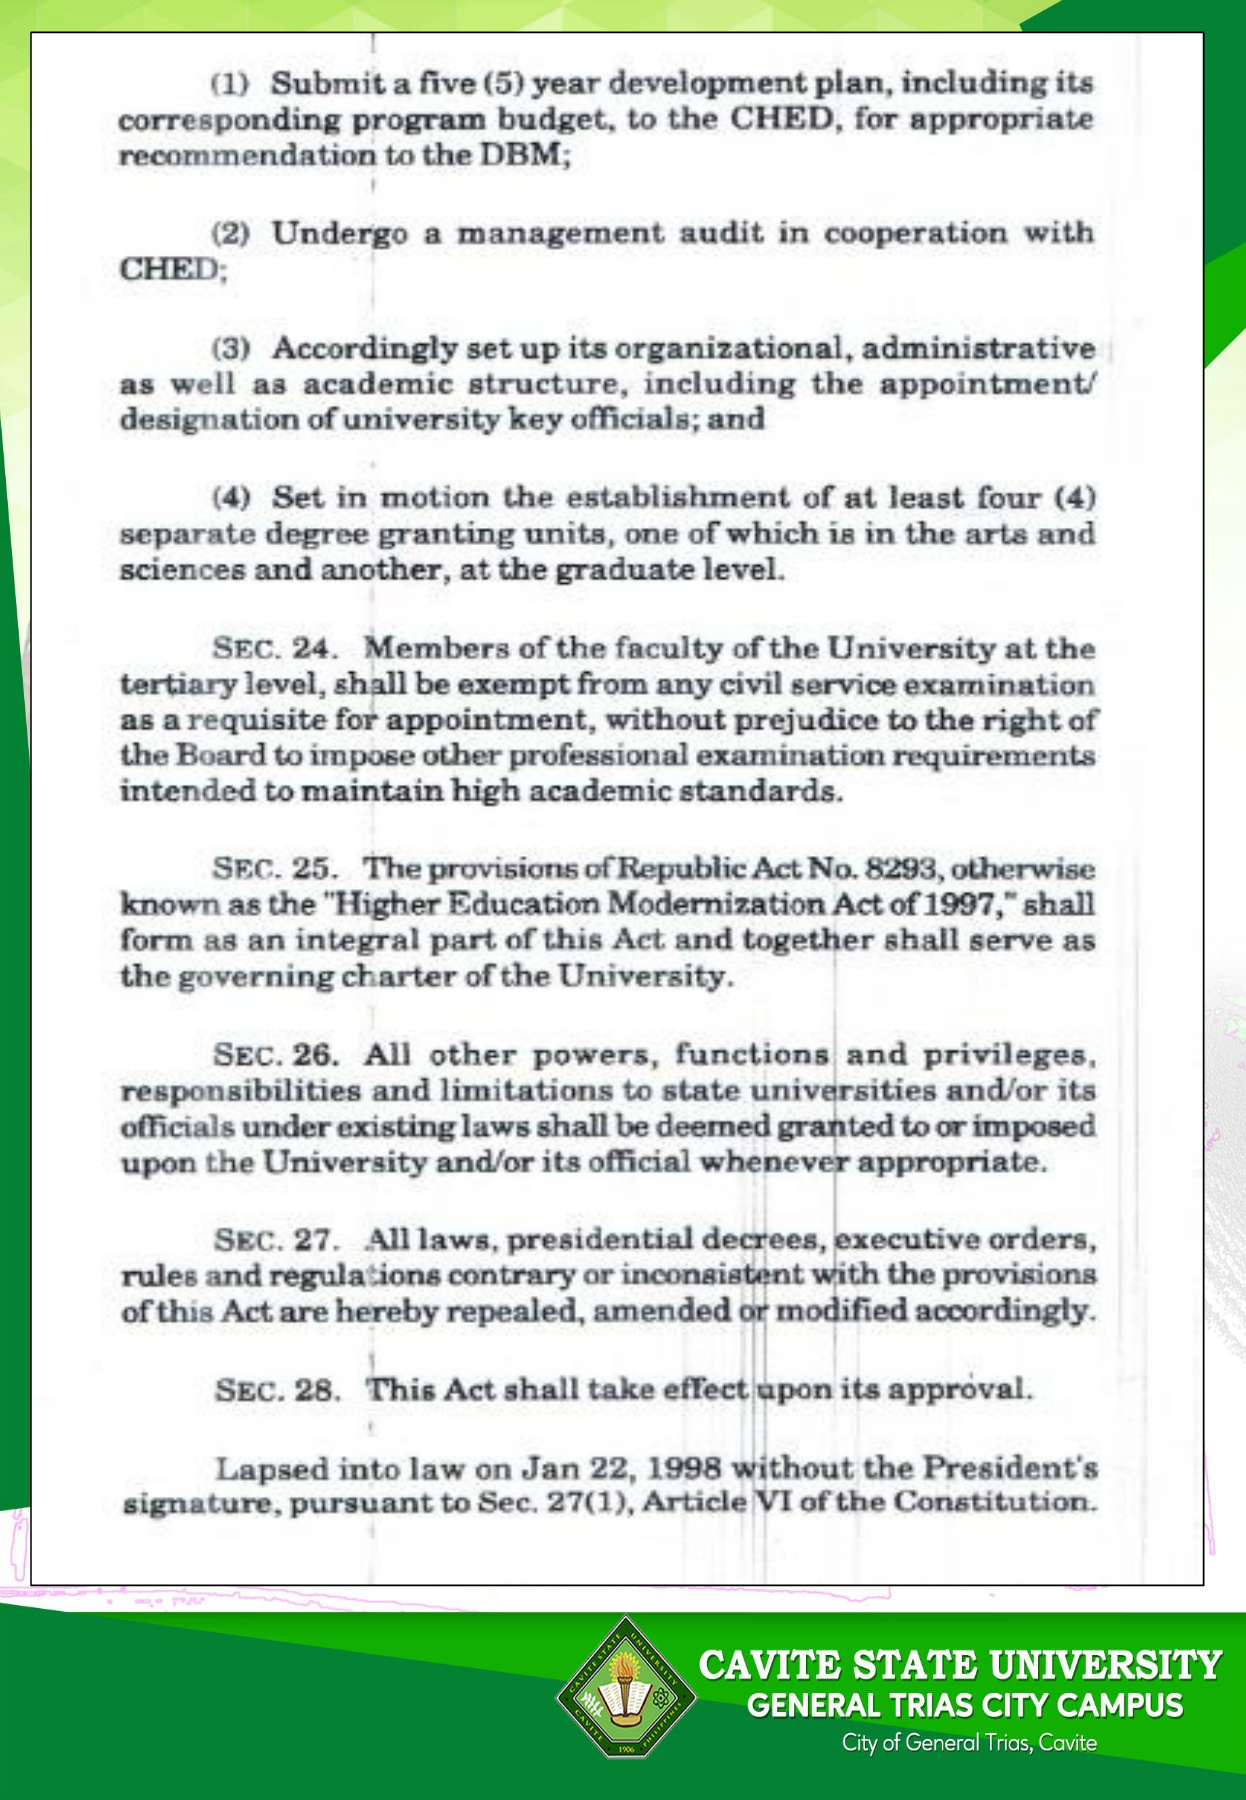 (1) Submit a five (5) year development plan, including its
corresponding program budget, to the CHED, for appropriate
recommendation to the DBM;
(2) Undergo a management audit in cooperation with
CHED;
(3) Accordingly set up its organizational, administrative
as well as academic structure, including the appointment/
designation of university key officials; and
(4) Set in motion the establishment of at least four (4)
separate degree granting units, one of which is in the arts and
sciences and another, at the graduate level.
SEC. 24. Members of the faculty of the University at the
tertiary level, shall be exempt from any civil service examination
as a requisite for appointment, without prejudice to the right of
the Board to impose other professional examination requirements
intended to maintain high academic standards.
SEC. 25. The provisions of Republic Act No. 8293, otherwise
known as the "Higher Education Modernization Act of 1997," shall
form as an integral part of this Act and together shall serve as
the governing charter of the University.
SEC. 26. All other powers, functions and privileges,
responsibilities and limitations to state universities and/or its
officials under existing laws shall be deemed granted to or imposed
upon the University and/or its official whenever appropriate.
SEC. 27. All laws, presidential decrees, executive orders,
rules and regulations contrary or inconsistent with the provisions
of this Act are hereby repealed, amended or modified accordingly.
SEC. 28. This Act shall take effect upon its approval.
Lapsed into law on Jan 22, 1998 without the President's
signature, pursuant to Sec. 27(1), Article VI of the Constitution.
CAVITE STATE UNIVERSITY
CAVITE PHILIPPINES
1906
CAVITE STATE UNIVERSITY
GENERAL TRIAS CITY CAMPUS
City of General Trias, Cavite